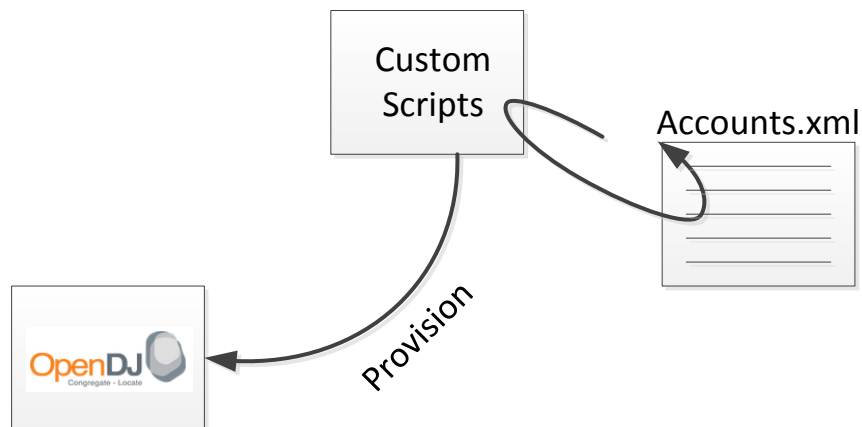 Custom
Scripts
Accounts.xml
Provision
OpenDJ
Congregate - Locate